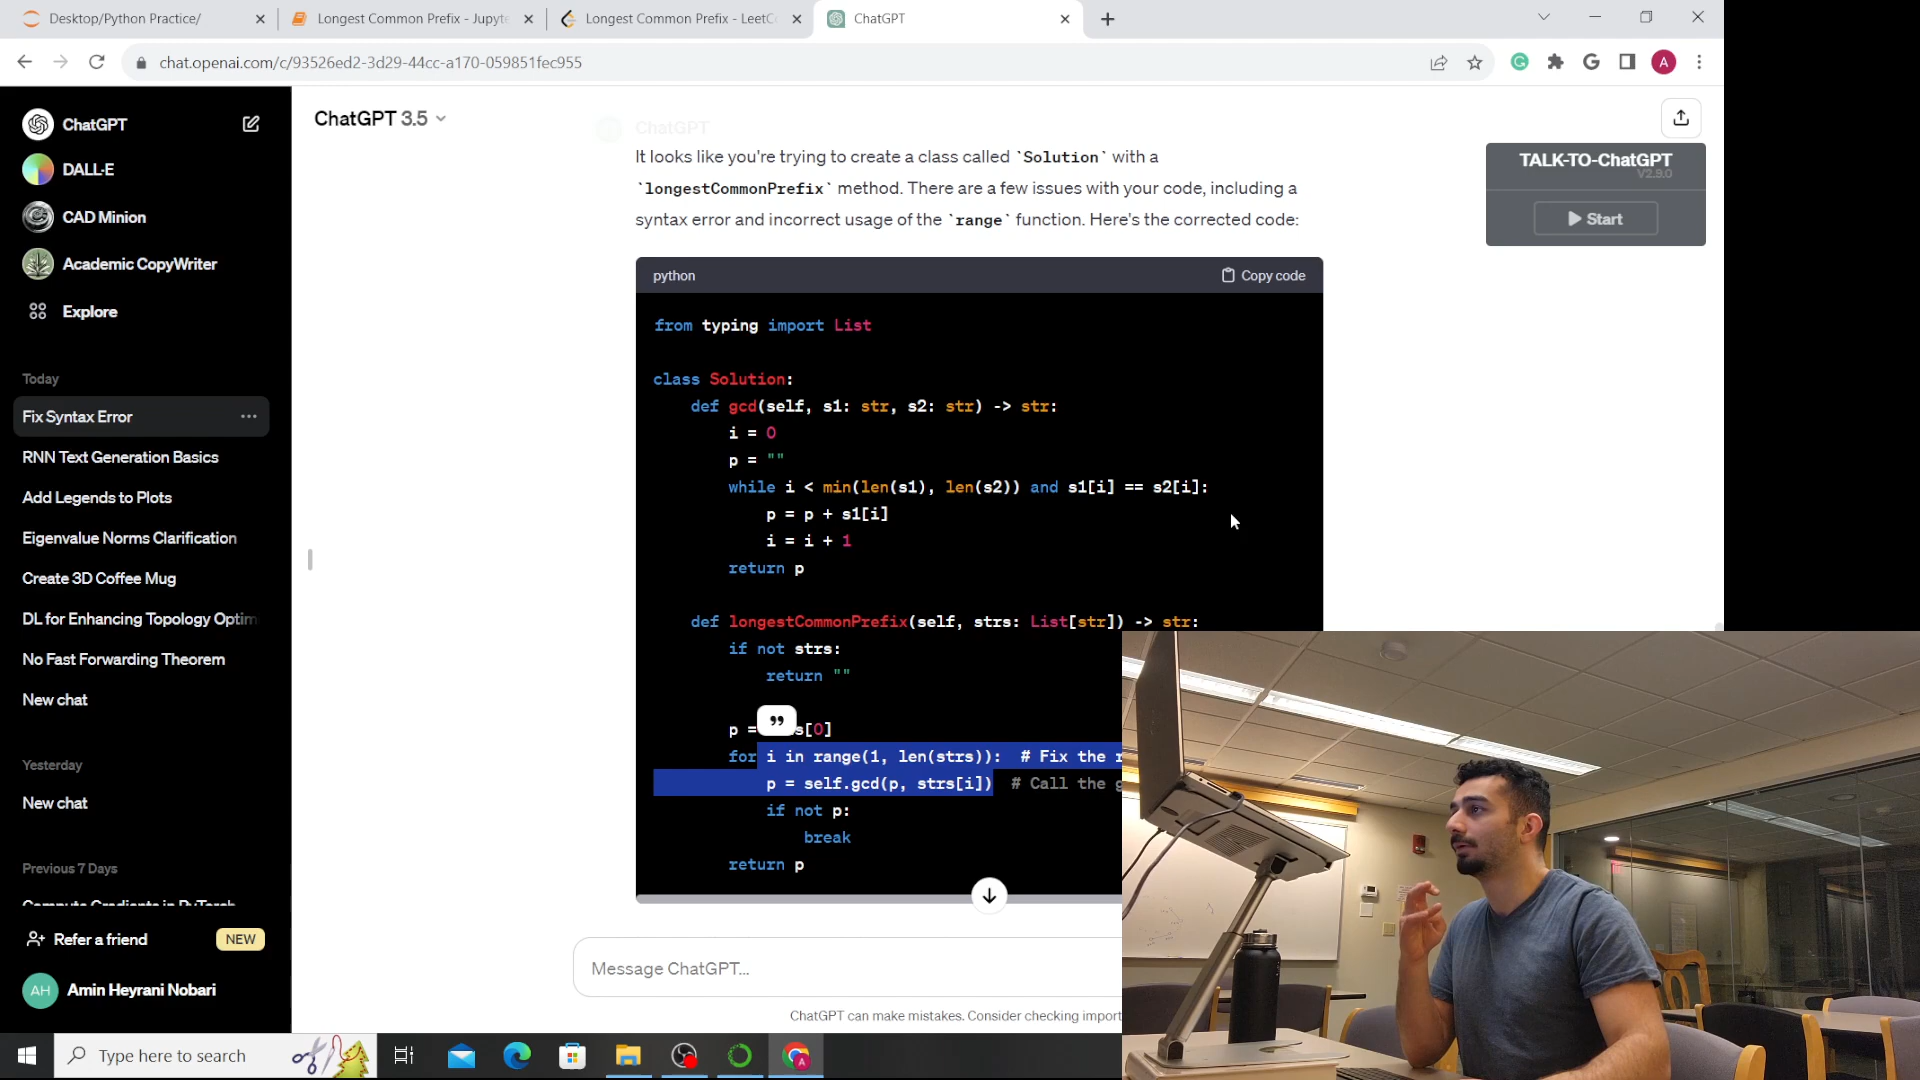 Desktop/Python Practice/
Longest Common Prefix - Jupyte
Longest Common Prefix - LeetC
ChatGPT
chat.openai.com/c/93526ed2-3d29-44cc-a170-059851fec955
A
ChatGPT
DALL·E
CAD Minion
Academic CopyWriter
Explore
Today
Fix Syntax Error
RNN Text Generation Basics
Add Legends to Plots
Eigenvalue Norms Clarification
Create 3D Coffee Mug
DL for Enhancing Topology Optim
No Fast Forwarding Theorem
New chat
Yesterday
New chat
Previous 7 Days
Compute Gradients in PyTorch
Refer a friend
NEW
AH
Amin Heyrani Nobari
ChatGPT 3.5
ChatGPT
It looks like you're trying to create a class called `Solution` with a
`longestCommonPrefix` method. There are a few issues with your code, including a
syntax error and incorrect usage of the `range` function. Here's the corrected code:
python
Copy code
from typing import List
class Solution:
def gcd(self, s1: str, s2: str) -> str:
i = 0
p = ""
while i < min(len(s1), len(s2)) and s1[i] == s2[i]:
p = p + s1[i]
i = i + 1
return p
def longestCommonPrefix(self, strs: List[str]) -> str:
if not strs:
return ""
p = s[0]
for i in range(1, len(strs)): # Fix the r
p = self.gcd(p, strs[i]) # Call the g
if not p:
break
return p
Message ChatGPT...
ChatGPT can make mistakes. Consider checking import
TALK-TO-ChatGPT
V2.9.0
Start
Type here to search